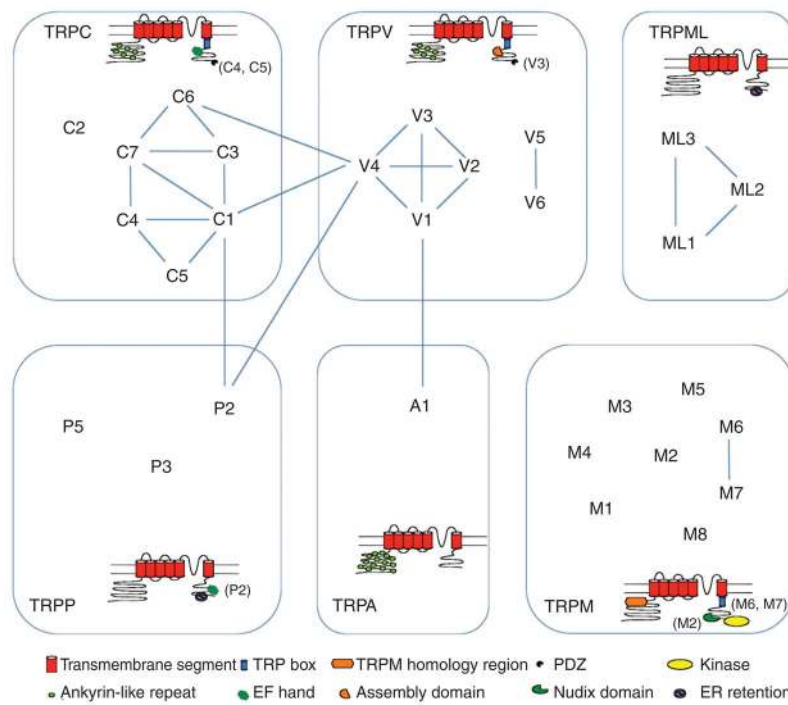 TRPC
(C4, C5)
C6
C2
C7
C3
C4
C1
C5
TRPV
(V3)
V3
V5
V4
V2
V6
V1
TRPML
ML3
ML2
ML1
P2
P5
P3
(P2)
TRPP
A1
TRPA
M5
M3
M6
M4
M2
M7
M1
M8
(M6, M7)
(M2)
TRPM
Transmembrane segment TRP box TRPM homology region PDZ Kinase
Ankyrin-like repeat EF hand Assembly domain Nudix domain ER retention